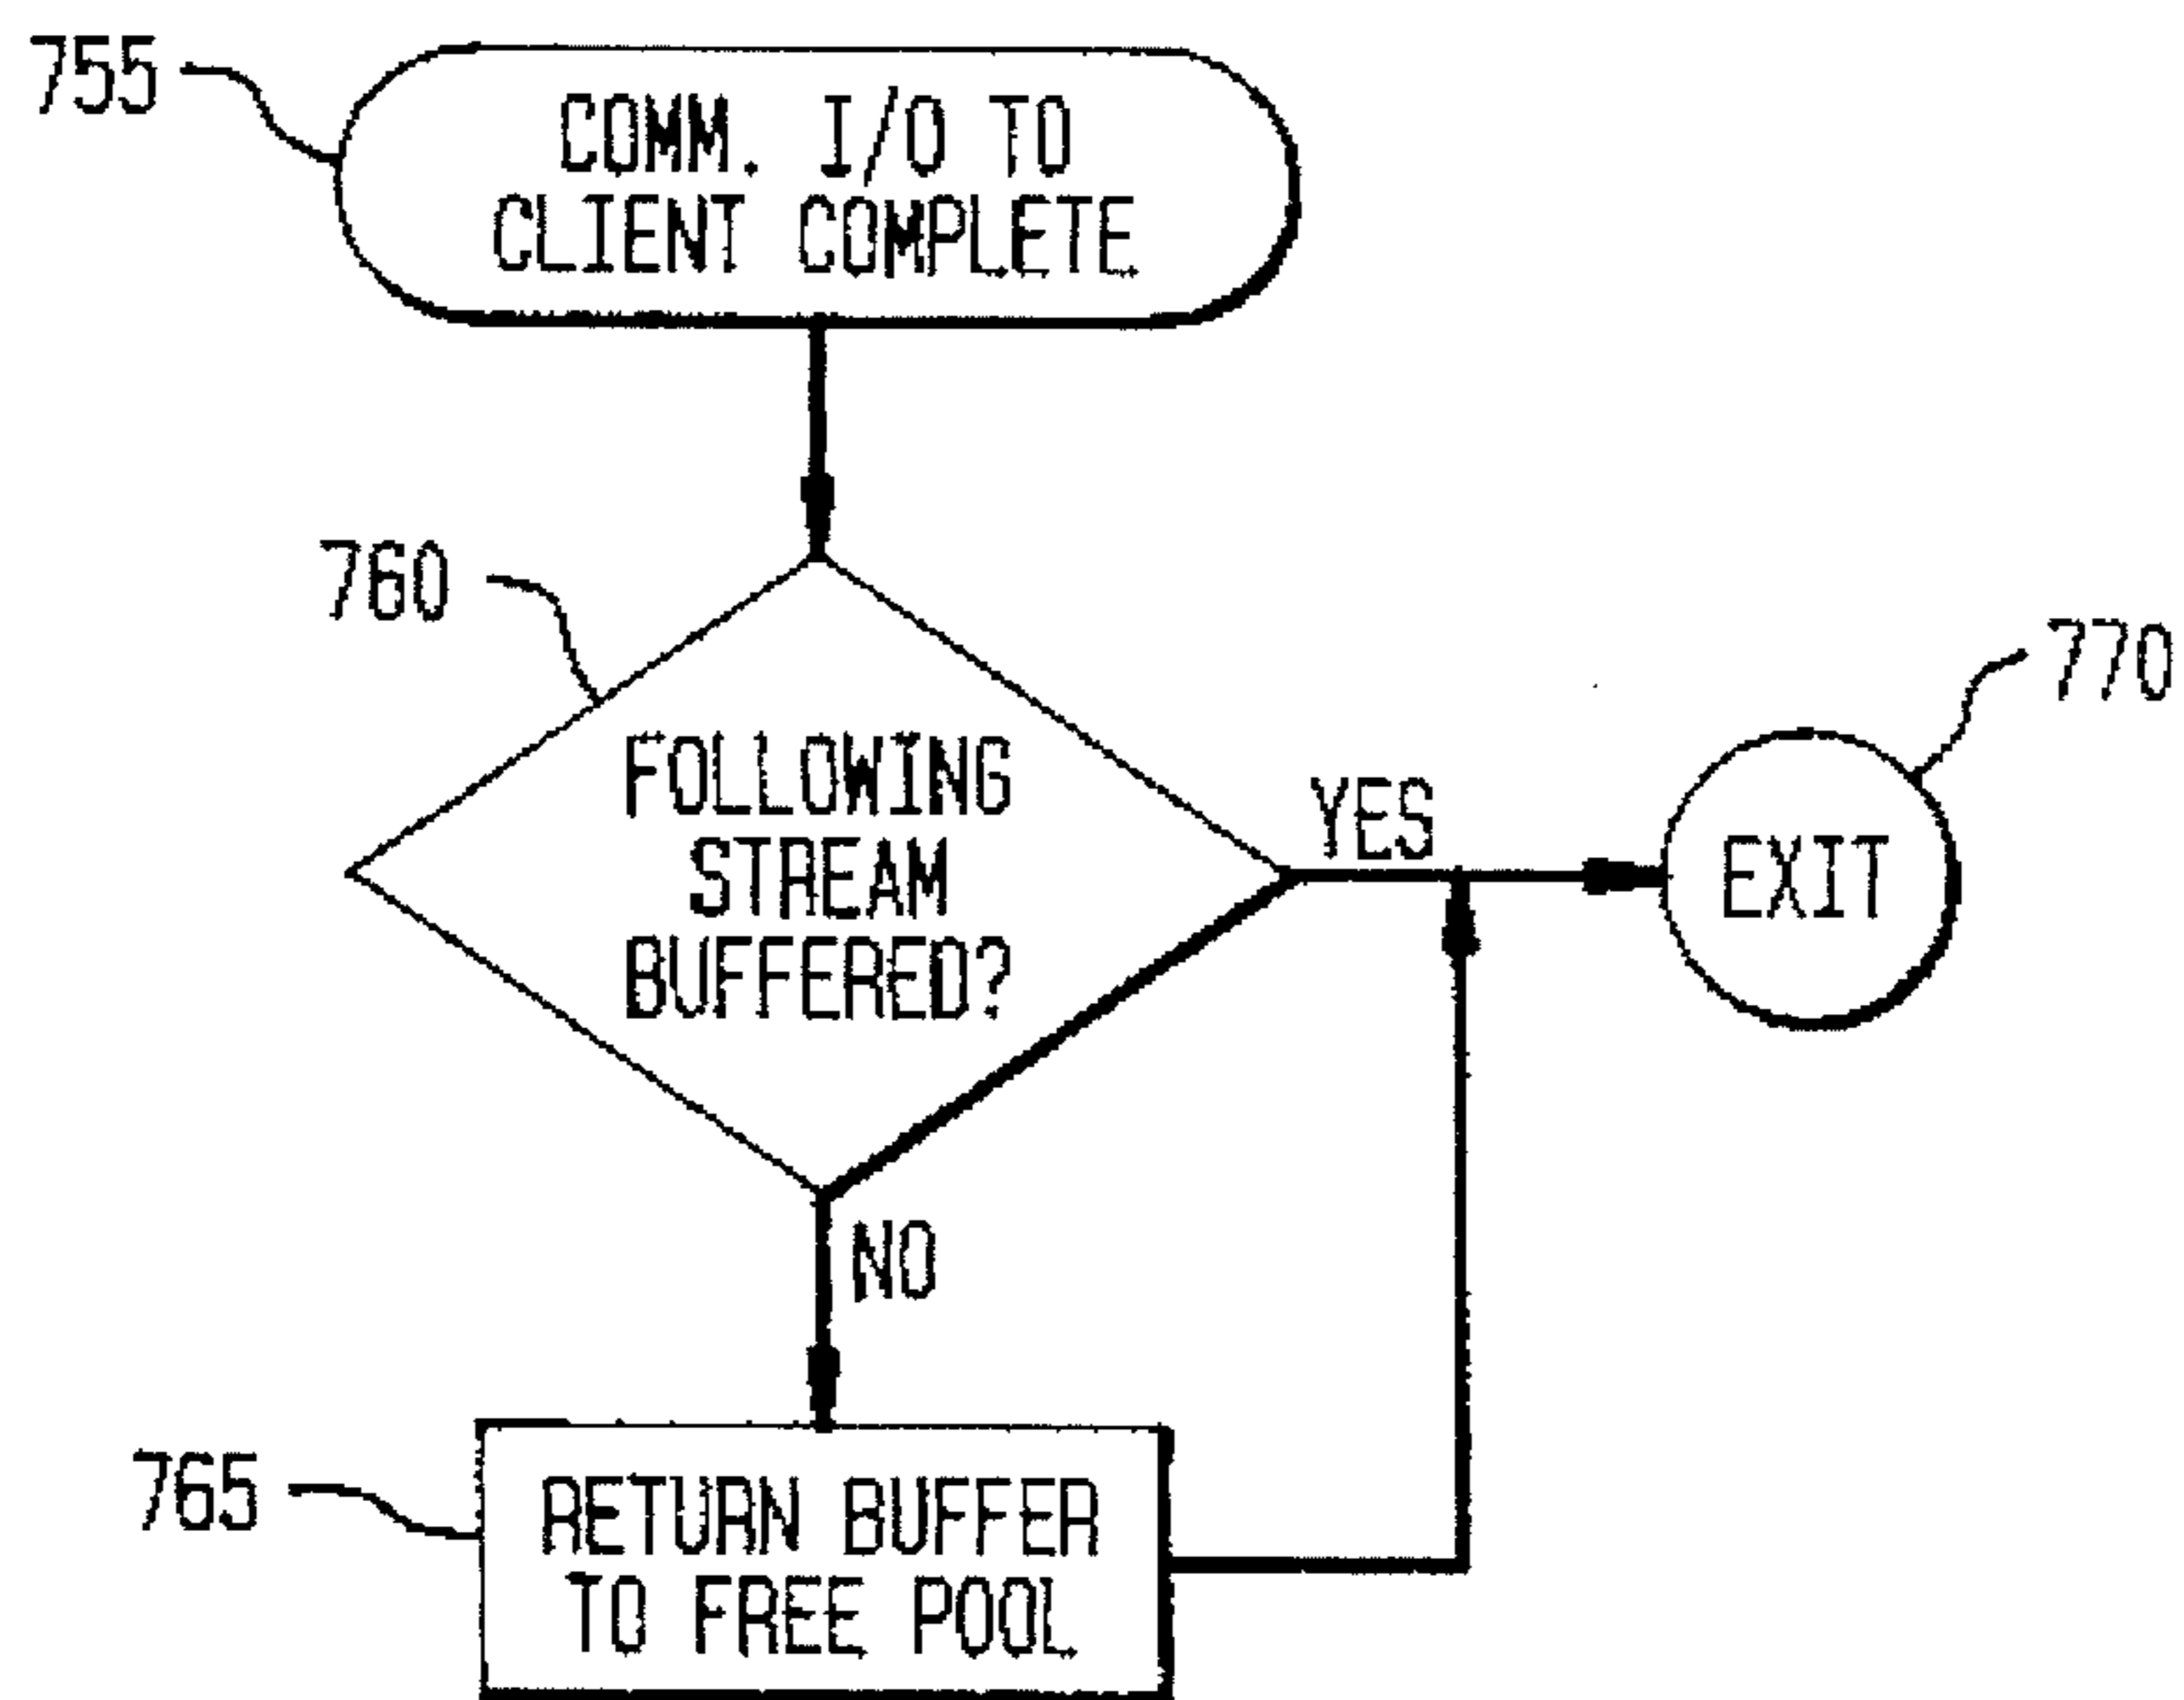 755
COMM. I/O TO
CLIENT COMPLETE
760
770
FOLLOWING
STREAM
BUFFERED?
YES
EXIT
NO
765
RETURN BUFFER
TO FREE POOL